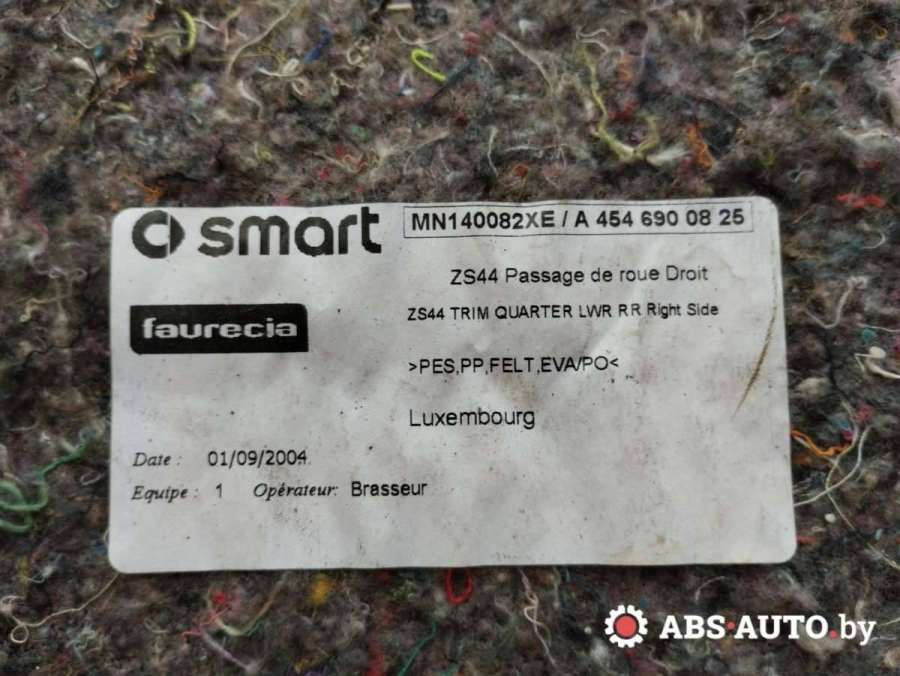 smart MN140082XE / A 454 690 08 25
ZS44 Passage de roue Droit
faurecia
ZS44 TRIM QUARTER LWR RR Right Side
>PES,PP,FELT,EVA/PO<
Luxembourg
Date : 01/09/2004
Equipe : 1 Opérateur: Brasseur
ABS-AUTO.by